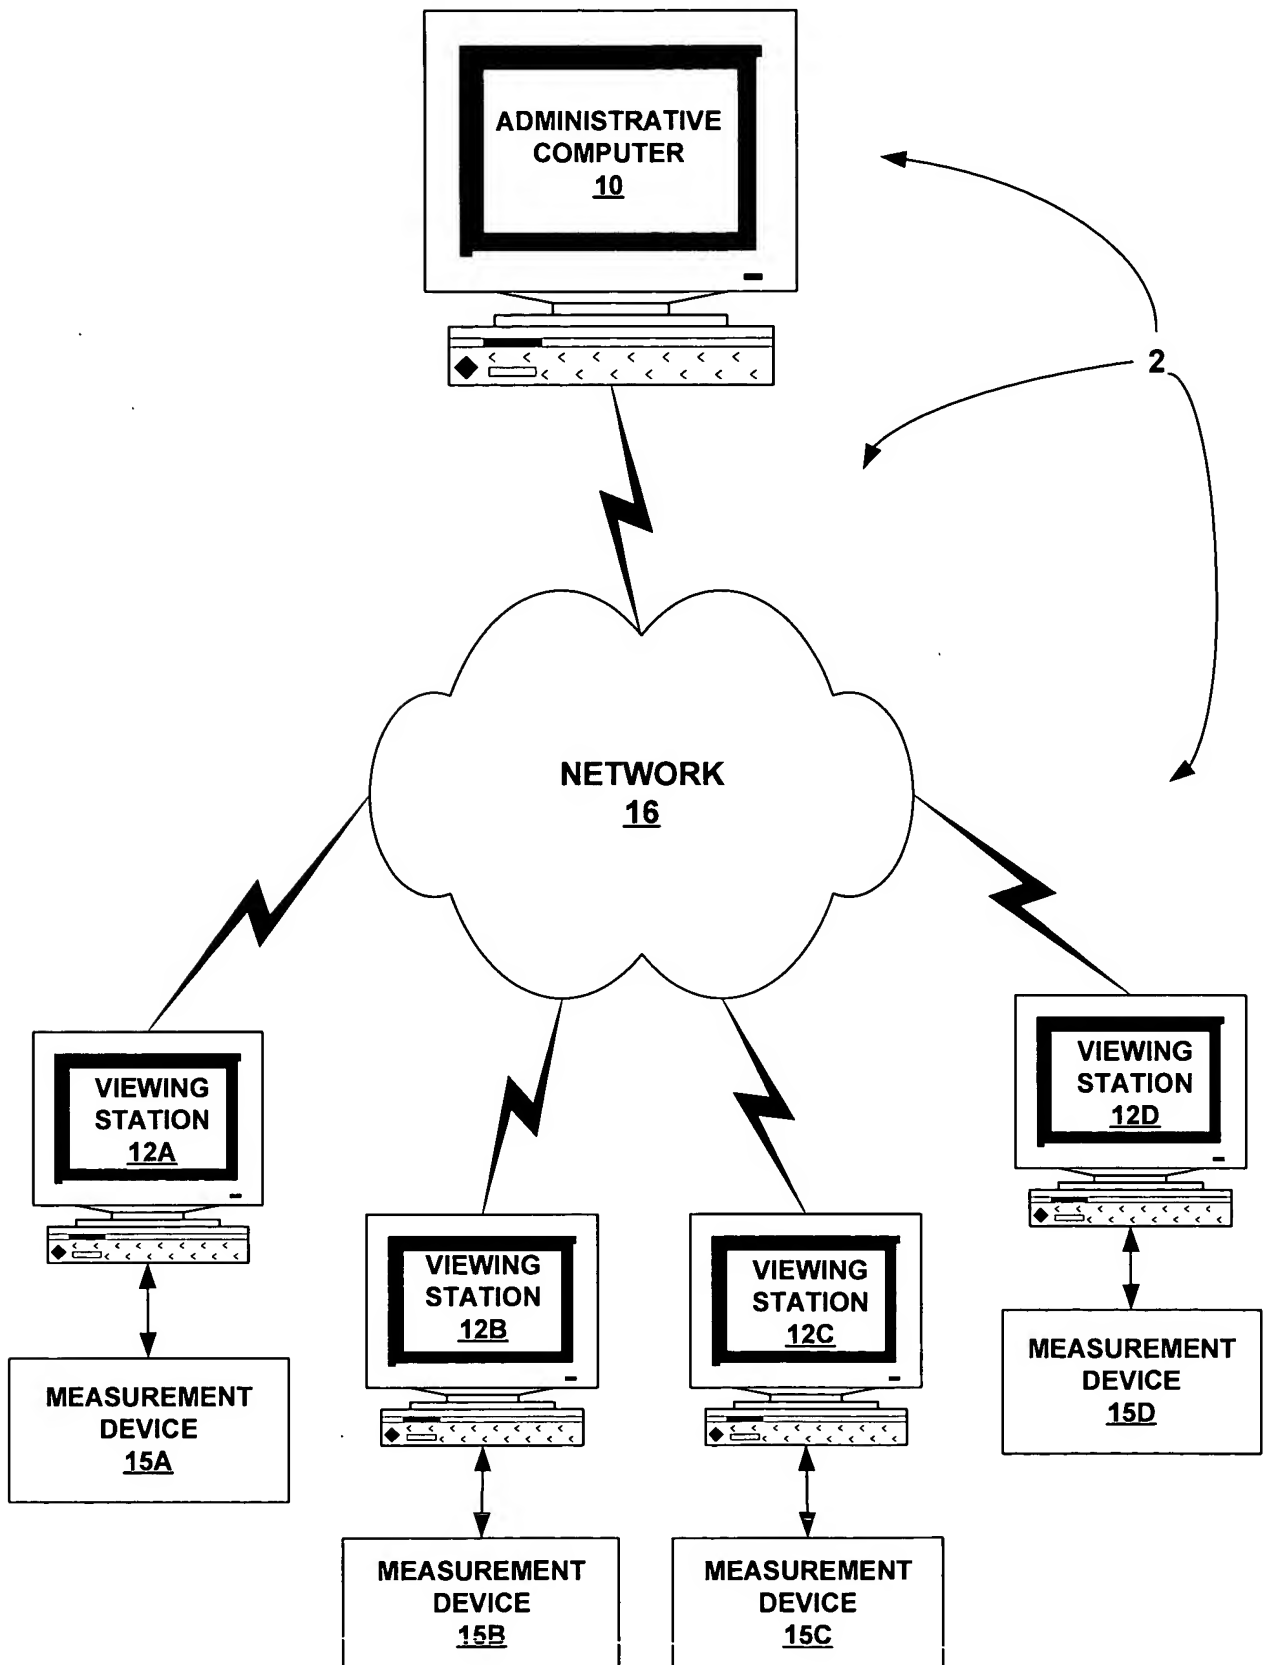 ADMINISTRATIVE
COMPUTER
10
2
NETWORK
16
VIEWING
STATION
12A
VIEWING
STATION
12B
VIEWING
STATION
12C
VIEWING
STATION
12D
MEASUREMENT
DEVICE
15A
MEASUREMENT
DEVICE
15B
MEASUREMENT
DEVICE
15C
MEASUREMENT
DEVICE
15D